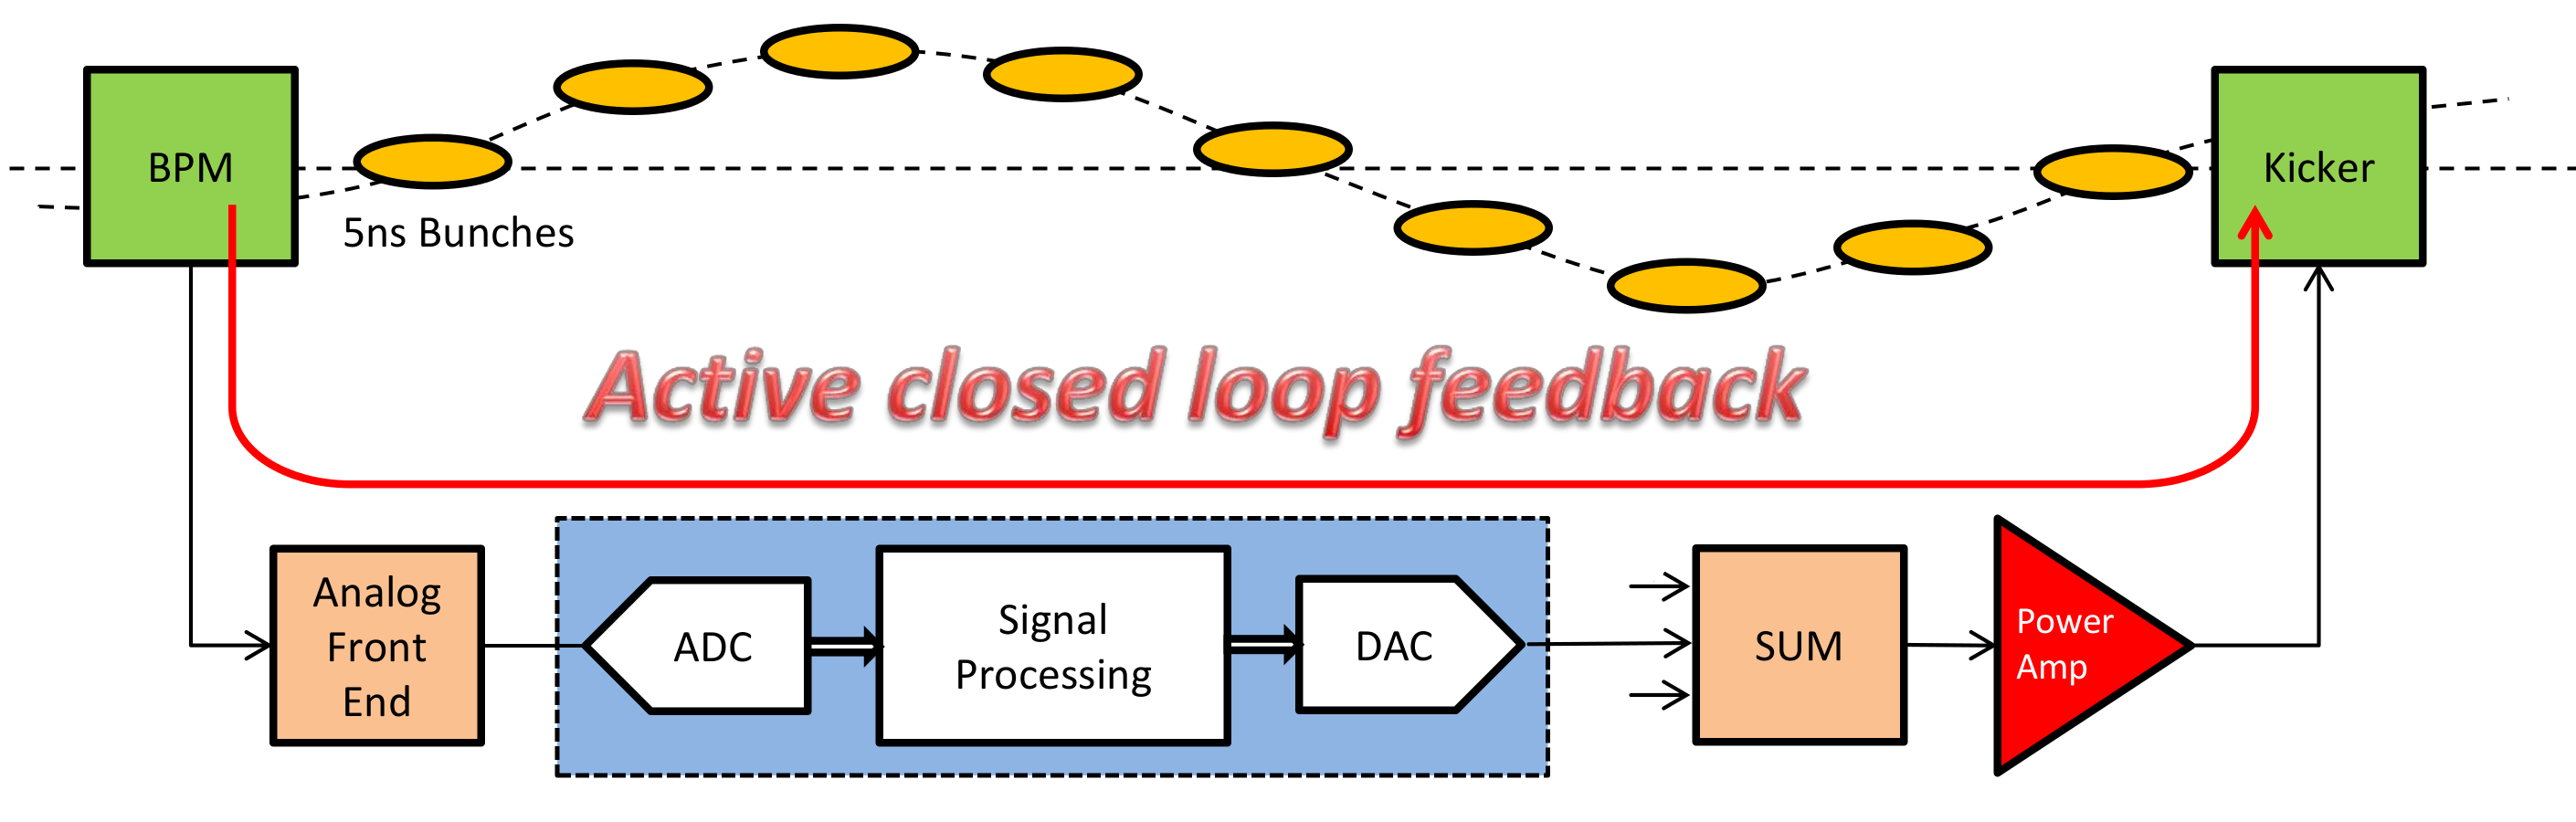 BPM
Kicker
5ns Bunches
Active closed loop feedback
Analog
Front
End
ADC
Signal
Processing
DAC
SUM
Power
Amp